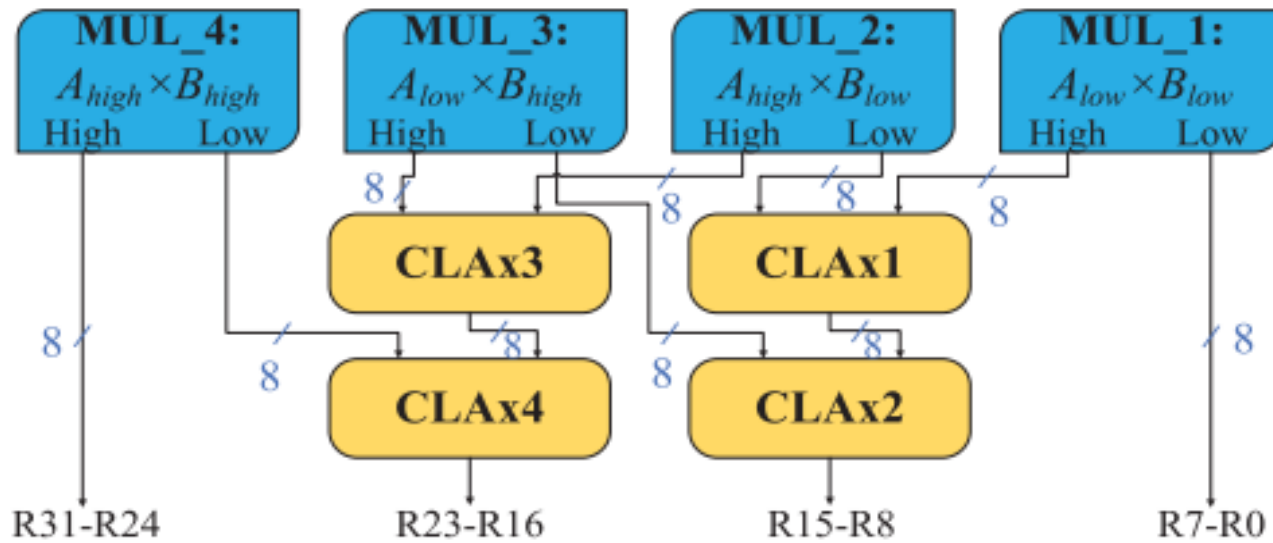 MUL_4:
A_high × B_high
High Low
MUL_3:
A_low × B_high
High Low
MUL_2:
A_high × B_low
High Low
MUL_1:
A_low × B_low
High Low
8
8
8
8
8
CLAx3
CLAx1
8
8
8
8
8
8
8
CLAx4
CLAx2
R31-R24
R23-R16
R15-R8
R7-R0